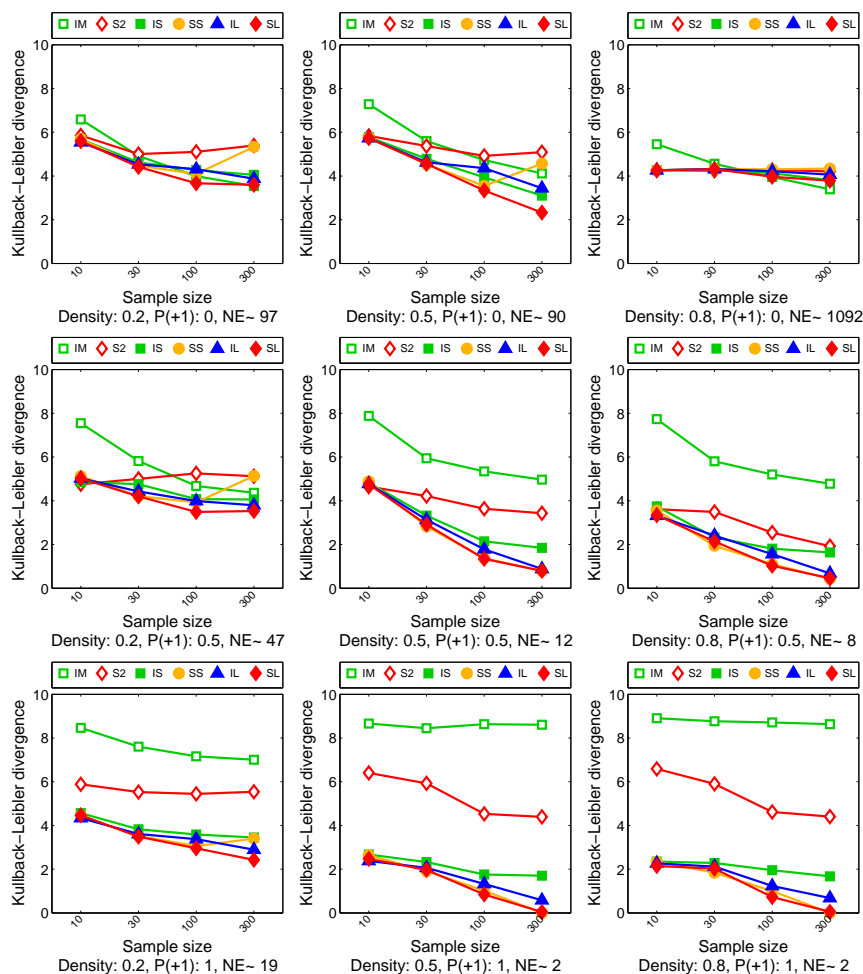 IM S2 IS SS IL SL
IM S2 IS SS IL SL
IM S2 IS SS IL SL
Kullback−Leibler divergence
10
8
6
4
2
0
10 30 100 300
Sample size
Density: 0.2, P(+1): 0, NE~ 97
Kullback−Leibler divergence
10
8
6
4
2
0
10 30 100 300
Sample size
Density: 0.5, P(+1): 0, NE~ 90
Kullback−Leibler divergence
10
8
6
4
2
0
10 30 100 300
Sample size
Density: 0.8, P(+1): 0, NE~ 1092
IM S2 IS SS IL SL
IM S2 IS SS IL SL
IM S2 IS SS IL SL
Kullback−Leibler divergence
10
8
6
4
2
0
10 30 100 300
Sample size
Density: 0.2, P(+1): 0.5, NE~ 47
Kullback−Leibler divergence
10
8
6
4
2
0
10 30 100 300
Sample size
Density: 0.5, P(+1): 0.5, NE~ 12
Kullback−Leibler divergence
10
8
6
4
2
0
10 30 100 300
Sample size
Density: 0.8, P(+1): 0.5, NE~ 8
IM S2 IS SS IL SL
IM S2 IS SS IL SL
IM S2 IS SS IL SL
Kullback−Leibler divergence
10
8
6
4
2
0
10 30 100 300
Sample size
Density: 0.2, P(+1): 1, NE~ 19
Kullback−Leibler divergence
10
8
6
4
2
0
10 30 100 300
Sample size
Density: 0.5, P(+1): 1, NE~ 2
Kullback−Leibler divergence
10
8
6
4
2
0
10 30 100 300
Sample size
Density: 0.8, P(+1): 1, NE~ 2